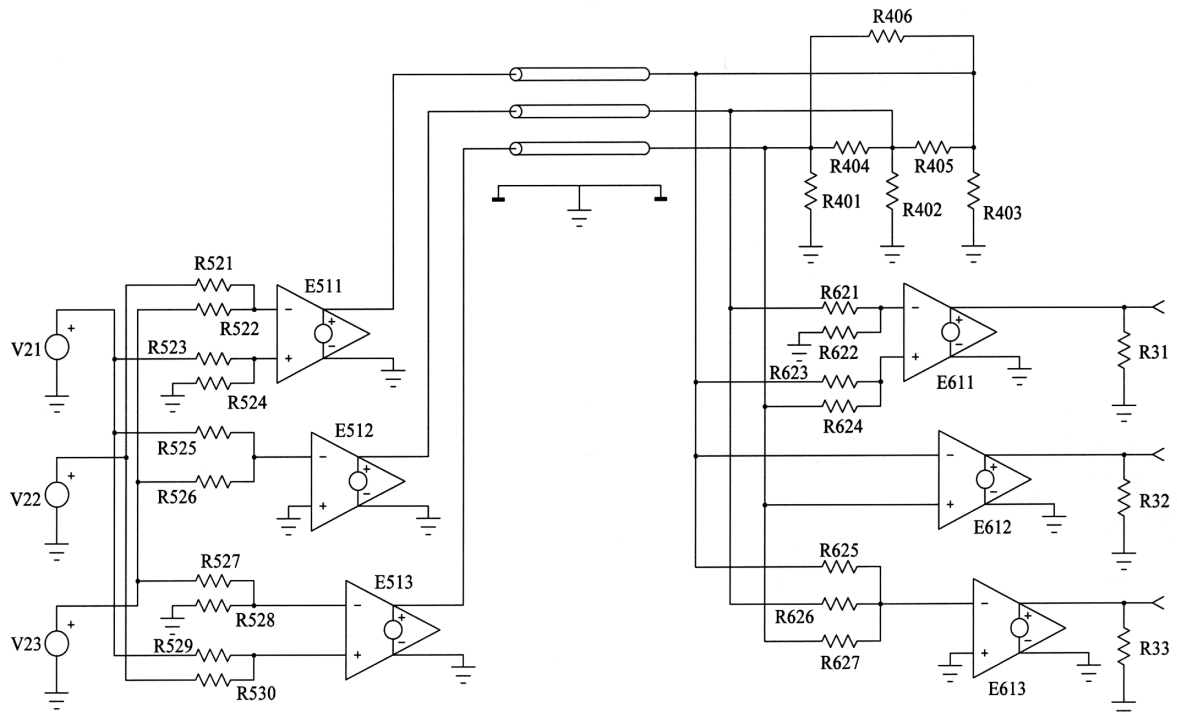 R406
R404
R405
R401
R402
R403
R521
E511
R522
V21
+
R523
R524
−
+
+
−
R525
E512
V22
+
R526
−
+
+
−
R527
E513
R528
V23
+
R529
R530
−
+
+
−
R621
R622
R623
R624
−
+
+
−
E611
R31
−
+
+
−
E612
R32
R625
R626
R627
−
+
+
−
E613
R33